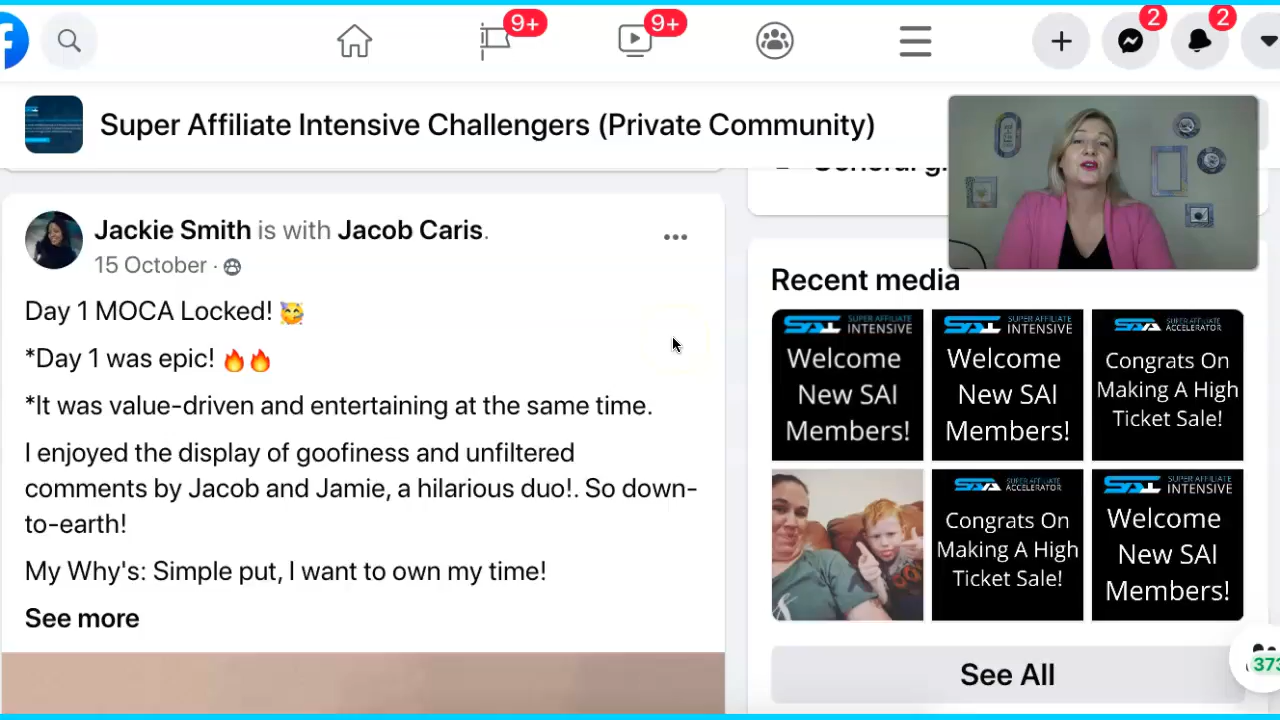 9+
9+
2
2
Super Affiliate Intensive Challengers (Private Community)
Jackie Smith is with Jacob Caris.
15 October ·
Day 1 MOCA Locked! 🥳
*Day 1 was epic! 🔥🔥
*It was value-driven and entertaining at the same time.
I enjoyed the display of goofiness and unfiltered
comments by Jacob and Jamie, a hilarious duo!. So down-
to-earth!
My Why's: Simple put, I want to own my time!
See more
Recent media
SAI SUPER AFFILIATE
INTENSIVE
Welcome
New SAI
Members!
SAI SUPER AFFILIATE
INTENSIVE
Welcome
New SAI
Members!
SAA SUPER AFFILIATE
ACCELERATOR
Congrats On
Making A High
Ticket Sale!
SAA SUPER AFFILIATE
ACCELERATOR
Congrats On
Making A High
Ticket Sale!
SAI SUPER AFFILIATE
INTENSIVE
Welcome
New SAI
Members!
See All
373